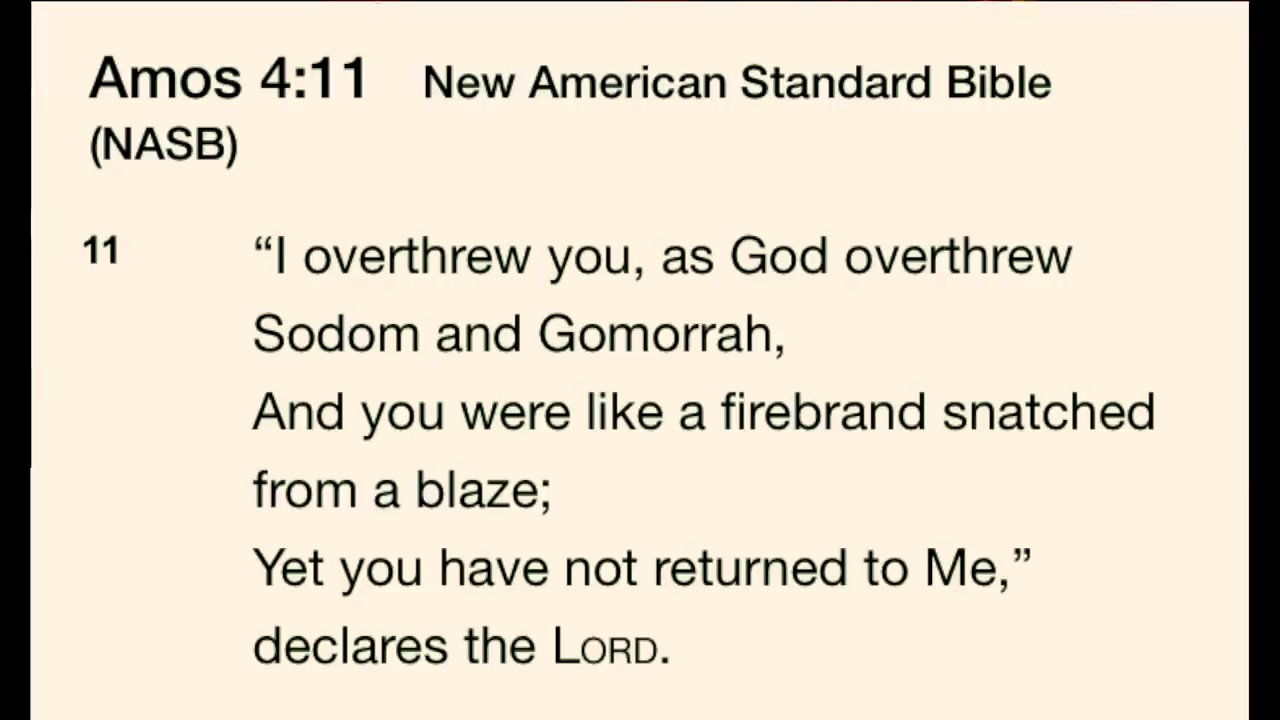 Amos 4:11 New American Standard Bible
(NASB)
11 “I overthrew you, as God overthrew
Sodom and Gomorrah,
And you were like a firebrand snatched
from a blaze;
Yet you have not returned to Me,”
declares the LORD.